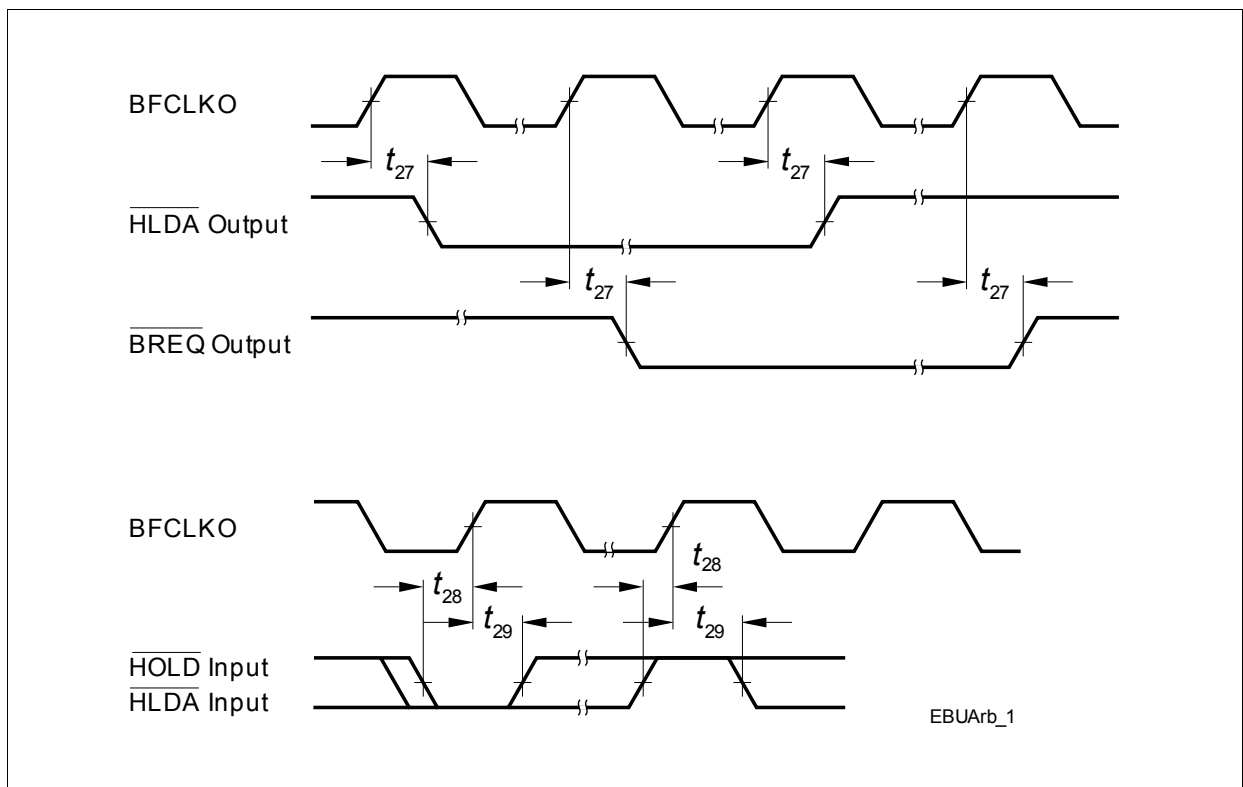 BFCLKO
t27
t27
HLDA Output
t27
t27
BREQ Output
BFCLKO
t28
t28
t29
t29
HOLD Input
HLDA Input
EBUArb_1